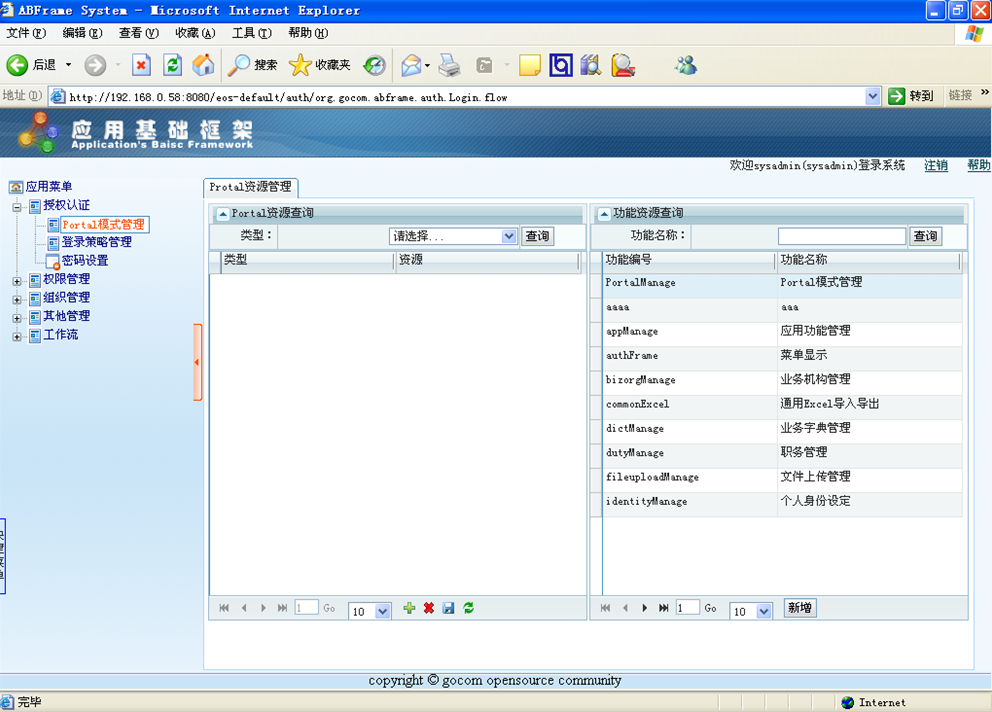 ABFrame System - Microsoft Internet Explorer
文件(F) 编辑(E) 查看(V) 收藏(A) 工具(T) 帮助(H)
后退 搜索 收藏夹
地址(D) http://192.168.0.58:8080/eos-default/auth/org.gocom.abframe.auth.Login.flow 转到 链接 »
应用基础框架
Application's Baisc Framework
欢迎sysadmin(sysadmin)登录系统 注销 帮助
应用菜单
授权认证
Portal模式管理
登录策略管理
密码设置
权限管理
组织管理
其他管理
工作流
Protal资源管理
Portal资源查询
类型： 请选择... 查询
类型 资源
1 Go 10
功能资源查询
功能名称： 查询
功能编号 功能名称
PortalManage Portal模式管理
aaaa aaa
appManage 应用功能管理
authFrame 菜单显示
bizorgManage 业务机构管理
commonExcel 通用Excel导入导出
dictManage 业务字典管理
dutyManage 职务管理
fileuploadManage 文件上传管理
identityManage 个人身份设定
1 Go 10 新增
copyright © gocom opensource community
完毕 Internet